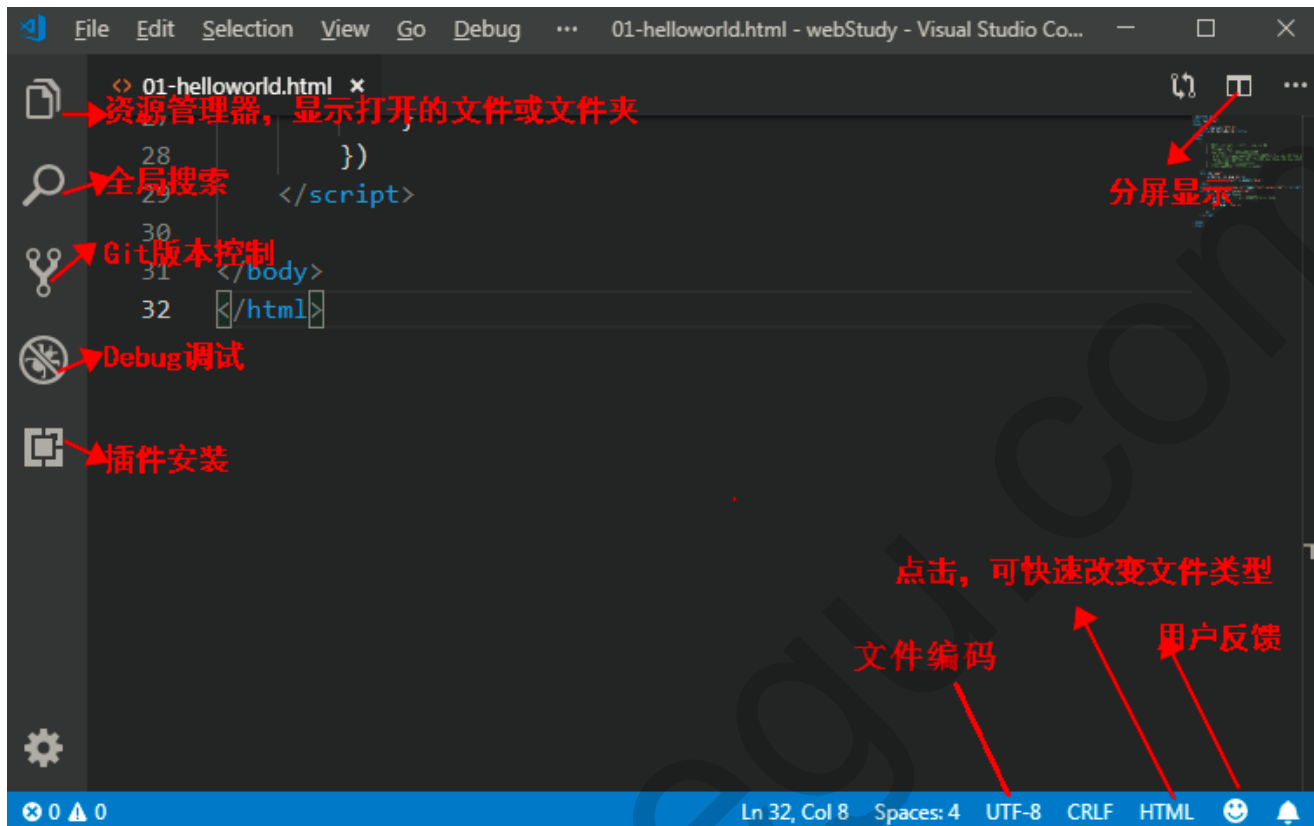 File Edit Selection View Go Debug ··· 01-helloworld.html - webStudy - Visual Studio Co...
<> 01-helloworld.html ×
资源管理器，显示打开的文件或文件夹
27 }
28 })
全局搜索
29 </script>
分屏显示
30
Git版本控制
31 </body>
32 </html>
Debug调试
插件安装
点击，可快速改变文件类型
用户反馈
文件编码
0 0 Ln 32, Col 8 Spaces: 4 UTF-8 CRLF HTML
egu.com